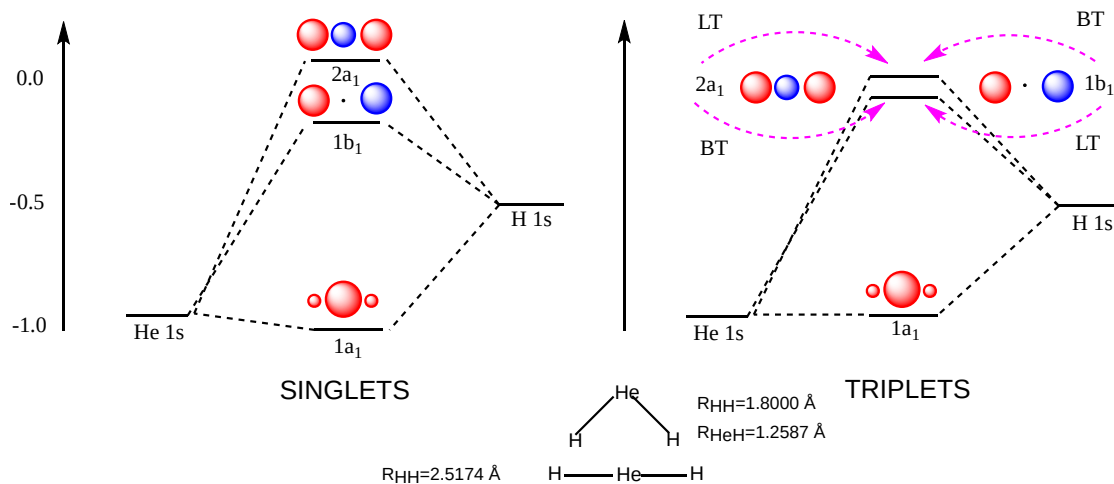 0.0
-0.5
-1.0
2a1
1b1
H 1s
He 1s
1a1
SINGLETS
LT
BT
2a1
1b1
BT
LT
H 1s
He 1s
1a1
TRIPLETS
He
H H
RHH=1.8000 Å
RHeH=1.2587 Å
RHH=2.5174 Å
H He H